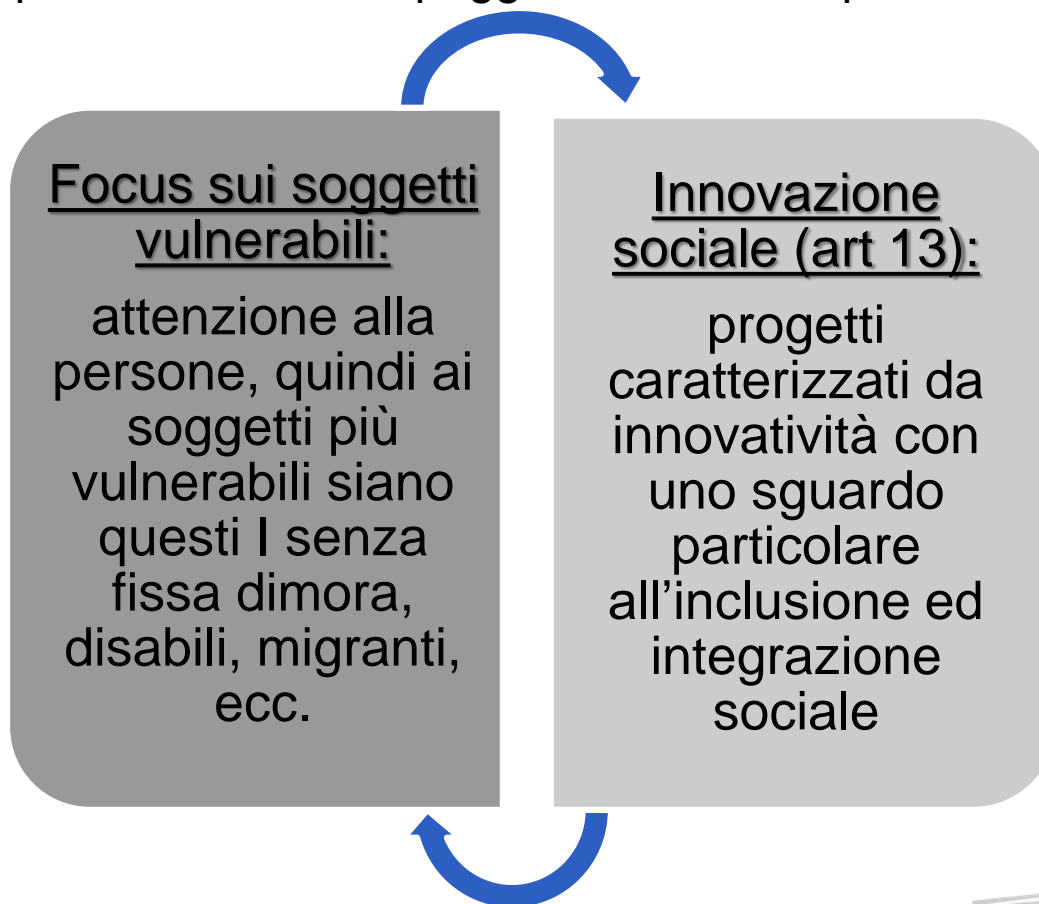 Focus sui soggetti
vulnerabili:
attenzione alla
persone, quindi ai
soggetti più
vulnerabili siano
questi I senza
fissa dimora,
disabili, migranti,
ecc.
Innovazione
sociale (art 13):
progetti
caratterizzati da
innovatività con
uno sguardo
particolare
all’inclusione ed
integrazione
sociale